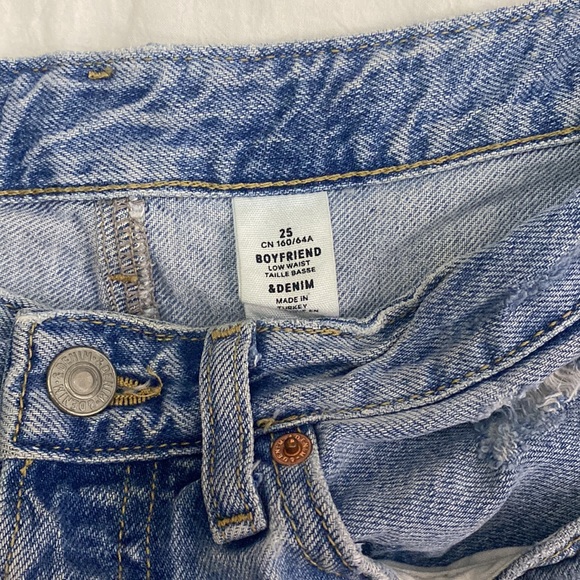 25
CN 160/64A
BOYFRIEND
LOW WAIST
TAILLE BASSE
&DENIM
MADE IN
TURKEY